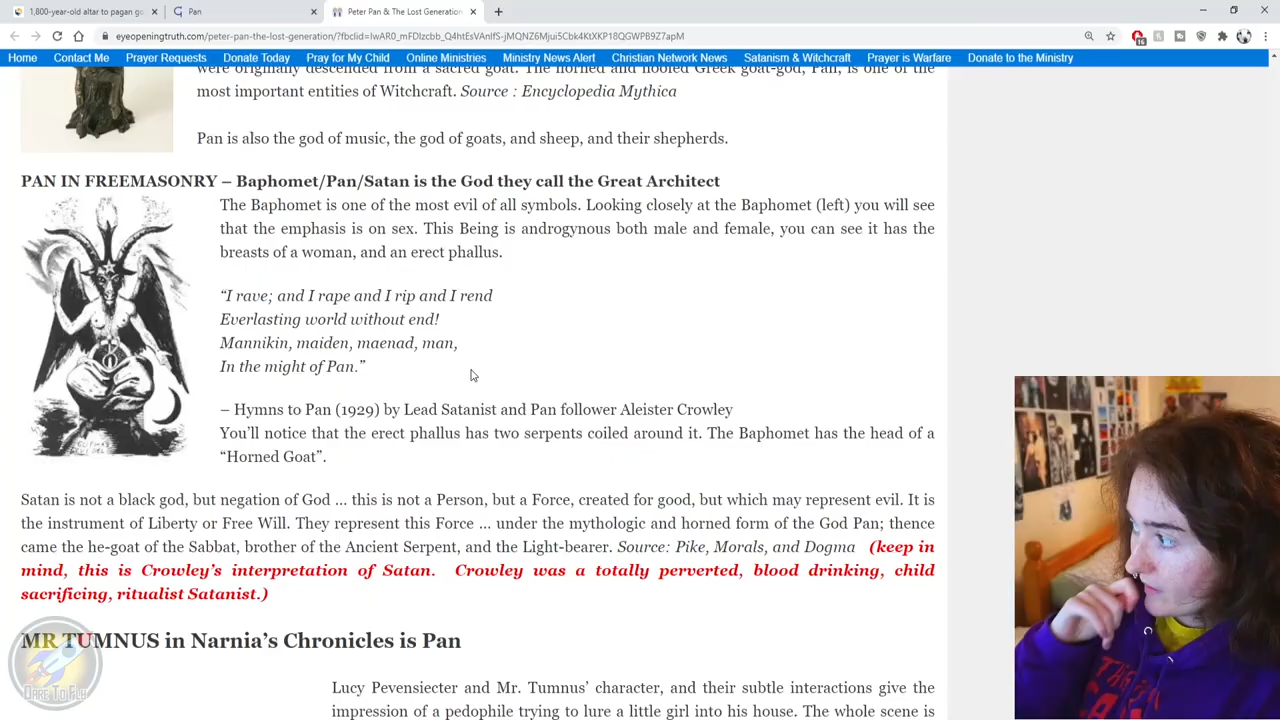 1,800-year-old altar to pagan go
Pan
Peter Pan & The Lost Generation
eyeopeningtruth.com/peter-pan-the-lost-generation/?fbclid=IwAR0_mFDIzcbb_Q4htEsVAnIfS-jMQNZ6Mjui5Cbk4KtXKP18QGWPB9Z7apM
16
Home Contact Me Prayer Requests Donate Today Pray for My Child Online Ministries Ministry News Alert Christian Network News Satanism & Witchcraft Prayer is Warfare Donate to the Ministry
were originally descended from a sacred goat. The horned and hoofed Greek goat-god, Pan, is one of the
most important entities of Witchcraft. Source : Encyclopedia Mythica
Pan is also the god of music, the god of goats, and sheep, and their shepherds.
PAN IN FREEMASONRY – Baphomet/Pan/Satan is the God they call the Great Architect
The Baphomet is one of the most evil of all symbols. Looking closely at the Baphomet (left) you will see
that the emphasis is on sex. This Being is androgynous both male and female, you can see it has the
breasts of a woman, and an erect phallus.
“I rave; and I rape and I rip and I rend
Everlasting world without end!
Mannikin, maiden, maenad, man,
In the might of Pan.”
– Hymns to Pan (1929) by Lead Satanist and Pan follower Aleister Crowley
You’ll notice that the erect phallus has two serpents coiled around it. The Baphomet has the head of a
“Horned Goat”.
Satan is not a black god, but negation of God … this is not a Person, but a Force, created for good, but which may represent evil. It is
the instrument of Liberty or Free Will. They represent this Force … under the mythologic and horned form of the God Pan; thence
came the he-goat of the Sabbat, brother of the Ancient Serpent, and the Light-bearer. Source: Pike, Morals, and Dogma (keep in
mind, this is Crowley’s interpretation of Satan. Crowley was a totally perverted, blood drinking, child
sacrificing, ritualist Satanist.)
MR TUMNUS in Narnia’s Chronicles is Pan
Lucy Pevensiecter and Mr. Tumnus’ character, and their subtle interactions give the
impression of a pedophile trying to lure a little girl into his house. The whole scene is
DARE TO FLY